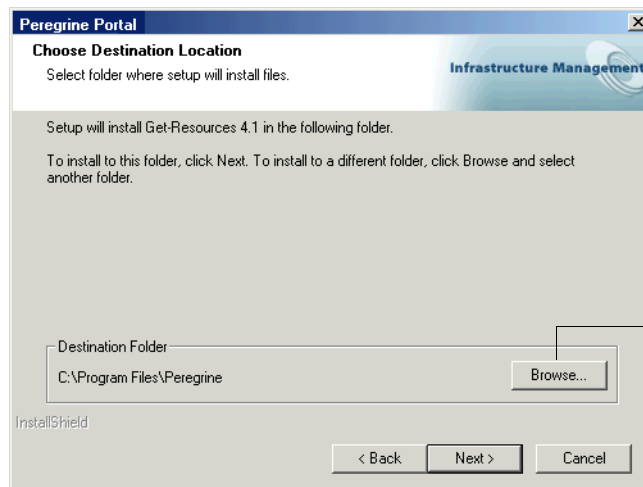 Peregrine Portal
Choose Destination Location
Select folder where setup will install files.
Infrastructure Management
Setup will install Get-Resources 4.1 in the following folder.
To install to this folder, click Next. To install to a different folder, click Browse and select
another folder.
Destination Folder
C:\Program Files\Peregrine
Browse...
InstallShield
< Back
Next >
Cancel